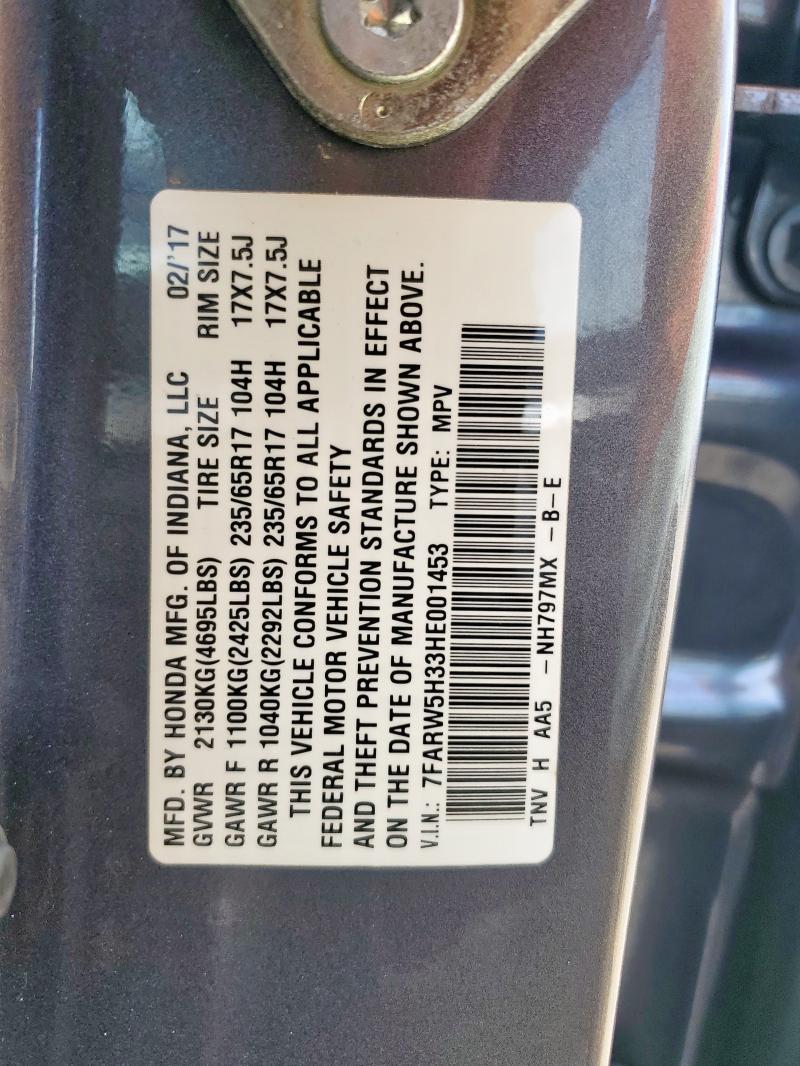 MFD. BY HONDA MFG. OF INDIANA, LLC 02/'17
GVWR 2130KG(4695LBS) TIRE SIZE RIM SIZE
GAWR F 1100KG(2425LBS) 235/65R17 104H 17X7.5J
GAWR R 1040KG(2292LBS) 235/65R17 104H 17X7.5J
THIS VEHICLE CONFORMS TO ALL APPLICABLE
FEDERAL MOTOR VEHICLE SAFETY
AND THEFT PREVENTION STANDARDS IN EFFECT
ON THE DATE OF MANUFACTURE SHOWN ABOVE.
V.I.N.: 7FARW5H33HE001453 TYPE: MPV
TNV H AA5 -NH797MX -B-E